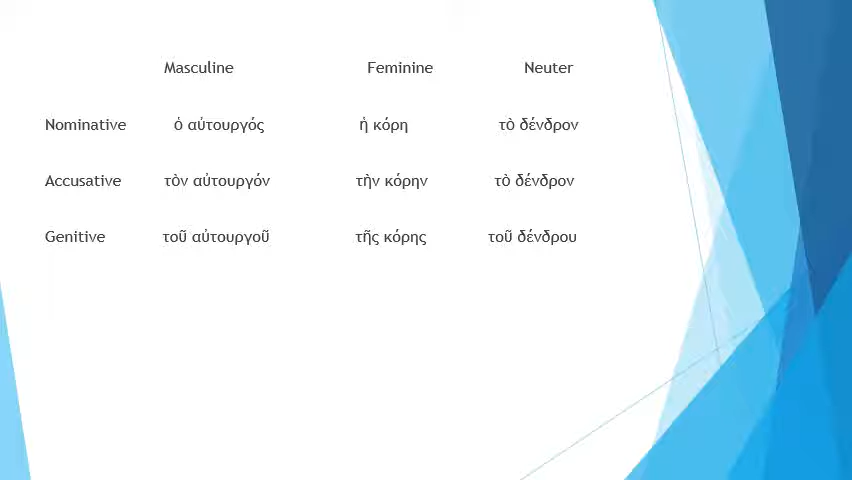 Masculine Feminine Neuter
Nominative ὁ αὐτουργός ἡ κόρη τὸ δένδρον
Accusative τὸν αὐτουργόν τὴν κόρην τὸ δένδρον
Genitive τοῦ αὐτουργοῦ τῆς κόρης τοῦ δένδρου